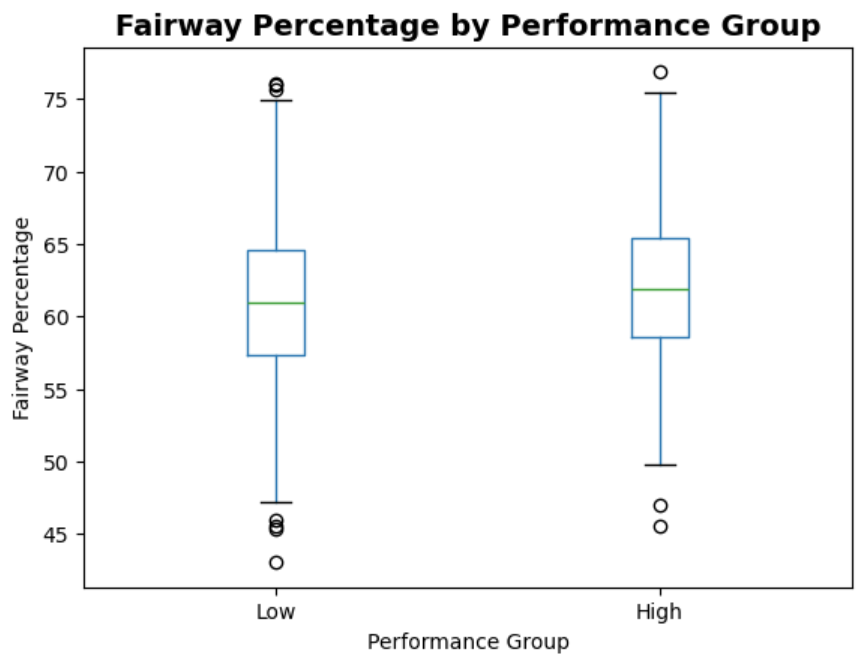 Fairway Percentage by Performance Group
Fairway Percentage
75
70
65
60
55
50
45
Low High
Performance Group